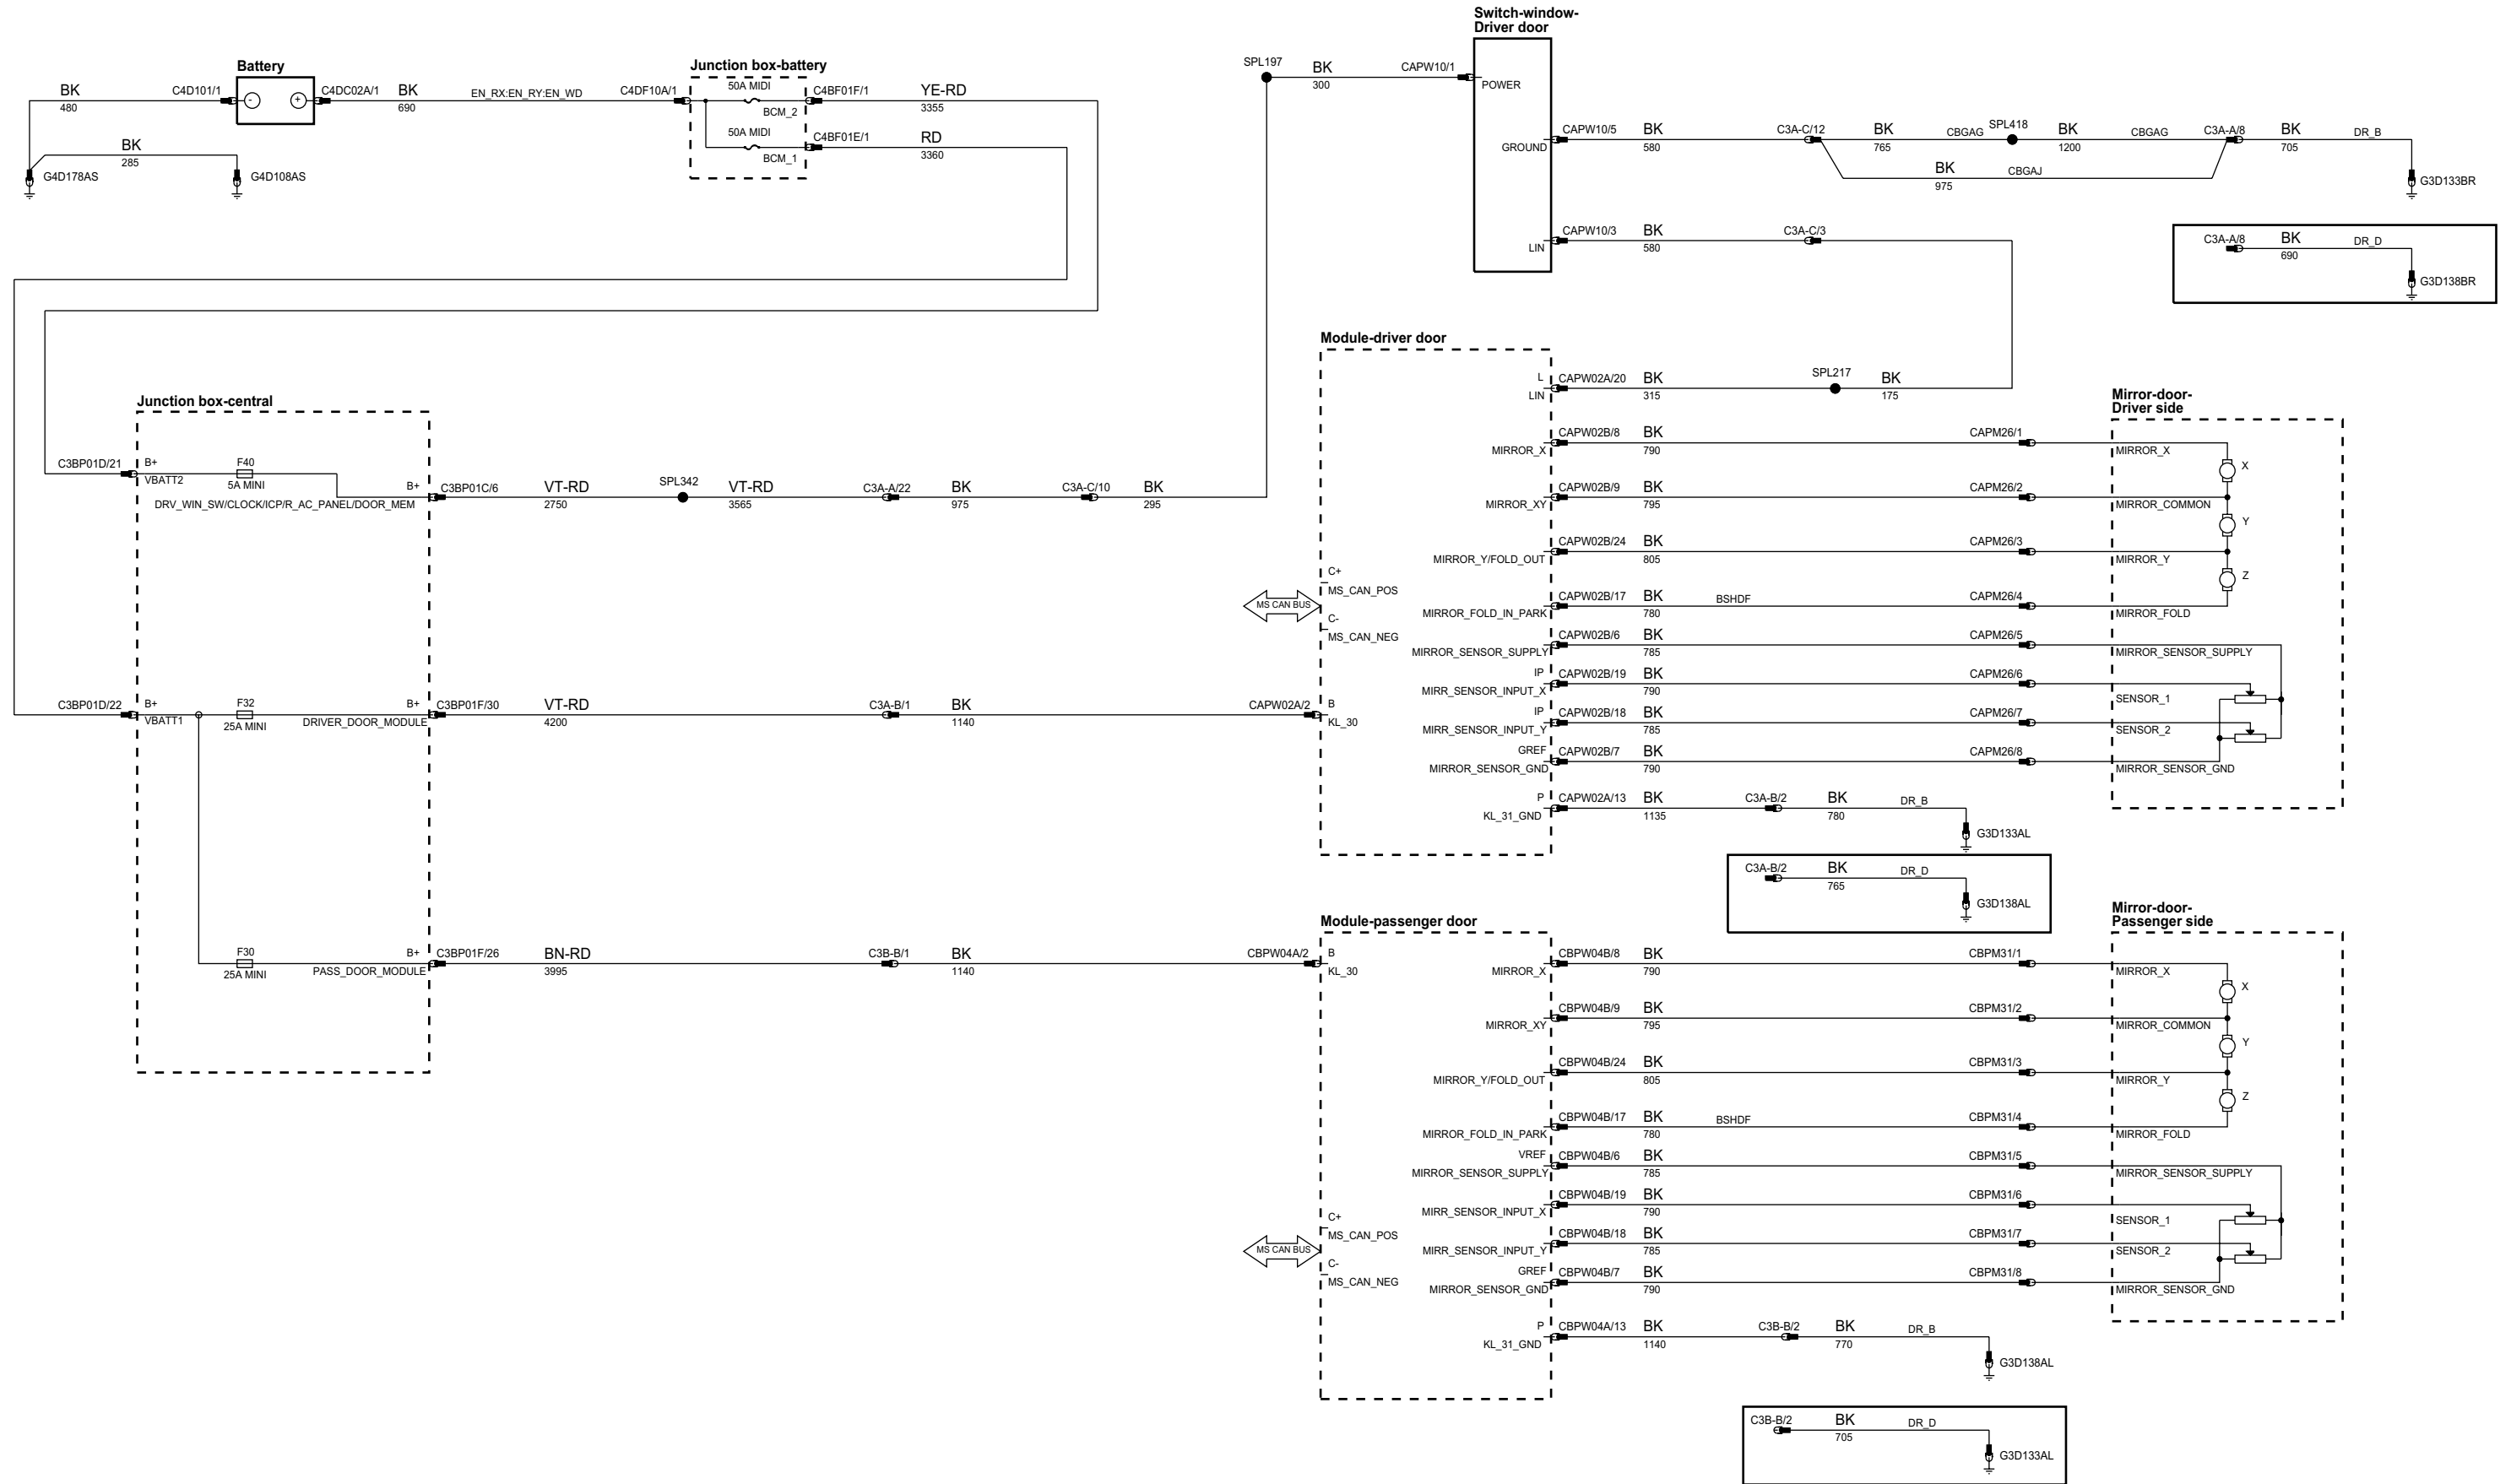 Switch-window-
Driver door
Battery
Junction box-battery
BK
480
C4D101/1
-
+
C4DC02A/1
BK
690
EN_RX:EN_RY:EN_WD
C4DF10A/1
50A MIDI
BCM_2
C4BF01F/1
YE-RD
3355
50A MIDI
BCM_1
C4BF01E/1
RD
3360
BK
285
G4D178AS
G4D108AS
SPL197
BK
300
CAPW10/1
POWER
GROUND
CAPW10/5
BK
580
C3A-C/12
BK
765
CBGAG
SPL418
BK
1200
CBGAG
C3A-A/8
BK
705
DR_B
BK
975
CBGAJ
G3D133BR
LIN
CAPW10/3
BK
580
C3A-C/3
C3A-A/8
BK
690
DR_D
G3D138BR
Junction box-central
C3BP01D/21
B+
VBATT2
F40
5A MINI
B+
DRV_WIN_SW/CLOCK/ICP/R_AC_PANEL/DOOR_MEM
C3BP01C/6
VT-RD
2750
SPL342
VT-RD
3565
C3A-A/22
BK
975
C3A-C/10
BK
295
C3BP01D/22
B+
VBATT1
F32
25A MINI
B+
DRIVER_DOOR_MODULE
C3BP01F/30
VT-RD
4200
C3A-B/1
BK
1140
CAPW02A/2
F30
25A MINI
B+
PASS_DOOR_MODULE
C3BP01F/26
BN-RD
3995
C3B-B/1
BK
1140
CBPW04A/2
Module-driver door
L
LIN
CAPW02A/20
BK
315
SPL217
BK
175
MIRROR_X
CAPW02B/8
BK
790
CAPM26/1
MIRROR_XY
CAPW02B/9
BK
795
CAPM26/2
MIRROR_Y/FOLD_OUT
CAPW02B/24
BK
805
CAPM26/3
C+
MS_CAN_POS
MS CAN BUS
C-
MS_CAN_NEG
MIRROR_FOLD_IN_PARK
CAPW02B/17
BK
780
BSHDF
CAPM26/4
MIRROR_SENSOR_SUPPLY
CAPW02B/6
BK
785
CAPM26/5
IP
MIRR_SENSOR_INPUT_X
CAPW02B/19
BK
790
CAPM26/6
B
KL_30
IP
MIRR_SENSOR_INPUT_Y
CAPW02B/18
BK
785
CAPM26/7
GREF
MIRROR_SENSOR_GND
CAPW02B/7
BK
790
CAPM26/8
P
KL_31_GND
CAPW02A/13
BK
1135
C3A-B/2
BK
780
DR_B
G3D133AL
C3A-B/2
BK
765
DR_D
G3D138AL
Mirror-door-
Driver side
MIRROR_X
X
MIRROR_COMMON
Y
MIRROR_Y
Z
MIRROR_FOLD
MIRROR_SENSOR_SUPPLY
SENSOR_1
SENSOR_2
MIRROR_SENSOR_GND
Module-passenger door
B
KL_30
MIRROR_X
CBPW04B/8
BK
790
CBPM31/1
MIRROR_XY
CBPW04B/9
BK
795
CBPM31/2
MIRROR_Y/FOLD_OUT
CBPW04B/24
BK
805
CBPM31/3
MIRROR_FOLD_IN_PARK
CBPW04B/17
BK
780
BSHDF
CBPM31/4
VREF
MIRROR_SENSOR_SUPPLY
CBPW04B/6
BK
785
CBPM31/5
MIRR_SENSOR_INPUT_X
CBPW04B/19
BK
790
CBPM31/6
C+
MS_CAN_POS
MS CAN BUS
C-
MS_CAN_NEG
MIRR_SENSOR_INPUT_Y
CBPW04B/18
BK
785
CBPM31/7
GREF
MIRROR_SENSOR_GND
CBPW04B/7
BK
790
CBPM31/8
P
KL_31_GND
CBPW04A/13
BK
1140
C3B-B/2
BK
770
DR_B
G3D138AL
C3B-B/2
BK
705
DR_D
G3D133AL
Mirror-door-
Passenger side
MIRROR_X
X
MIRROR_COMMON
Y
MIRROR_Y
Z
MIRROR_FOLD
MIRROR_SENSOR_SUPPLY
SENSOR_1
SENSOR_2
MIRROR_SENSOR_GND